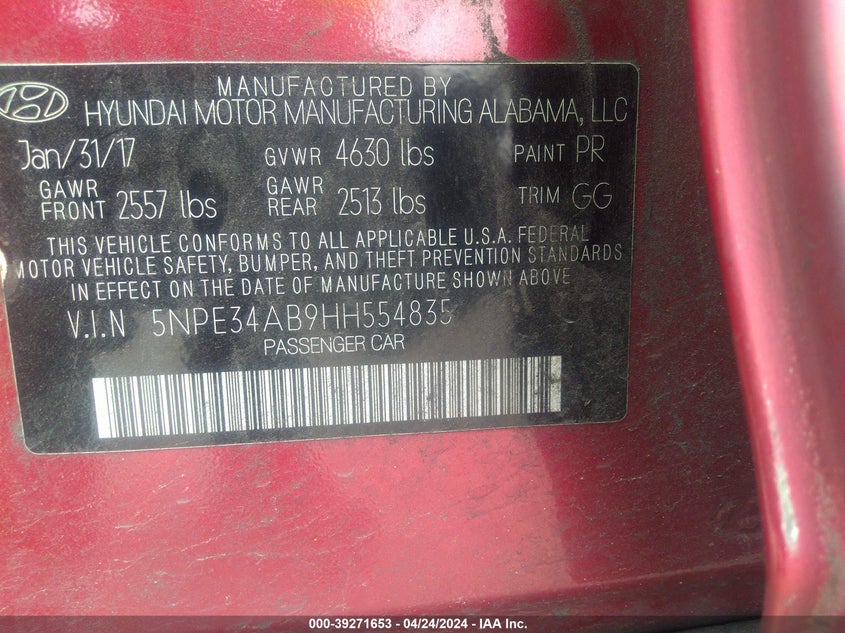 MANUFACTURED BY
HYUNDAI MOTOR MANUFACTURING ALABAMA, LLC
Jan/31/17 GVWR 4630 lbs PAINT PR
GAWR FRONT 2557 lbs GAWR REAR 2513 lbs TRIM GG
THIS VEHICLE CONFORMS TO ALL APPLICABLE U.S.A. FEDERAL
MOTOR VEHICLE SAFETY, BUMPER, AND THEFT PREVENTION STANDARDS
IN EFFECT ON THE DATE OF MANUFACTURE SHOWN ABOVE
V.I.N 5NPE34AB9HH554835
PASSENGER CAR
000-39271653 - 04/24/2024 - IAA Inc.